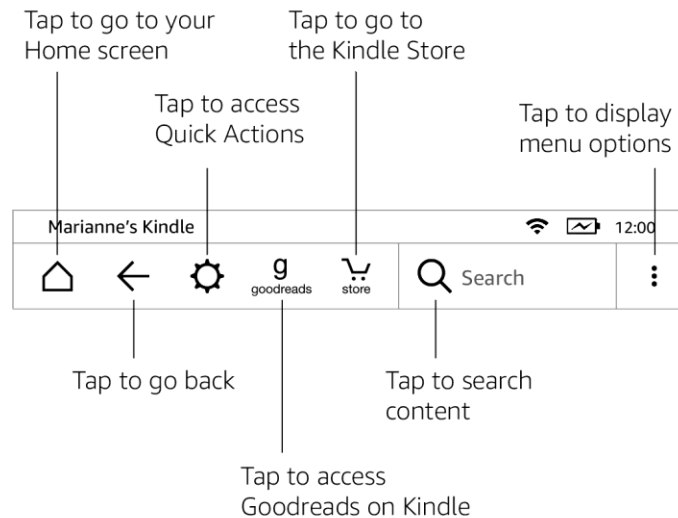 Tap to go to your
Home screen
Tap to go to
the Kindle Store
Tap to access
Quick Actions
Tap to display
menu options
Marianne's Kindle
12:00
g
goodreads
store
Search
Tap to go back
Tap to search
content
Tap to access
Goodreads on Kindle